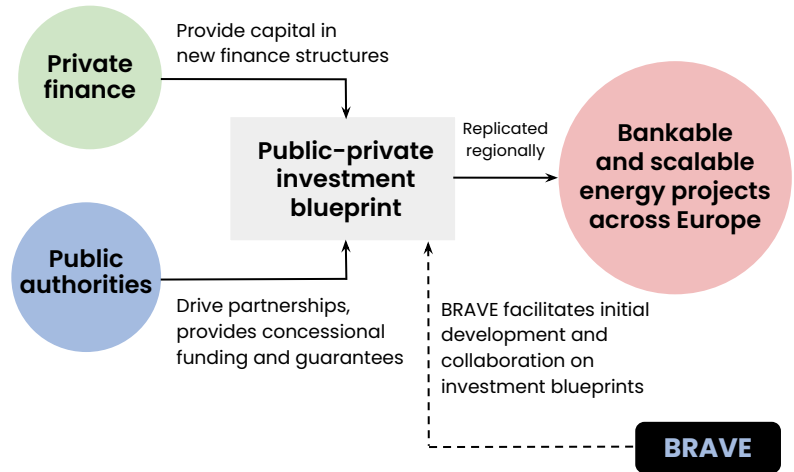 Provide capital in
new finance structures
Private
finance
Public-private
investment
blueprint
Replicated
regionally
Bankable
and scalable
energy projects
across Europe
Public
authorities
Drive partnerships,
provides concessional
funding and guarantees
BRAVE facilitates initial
development and
collaboration on
investment blueprints
BRAVE